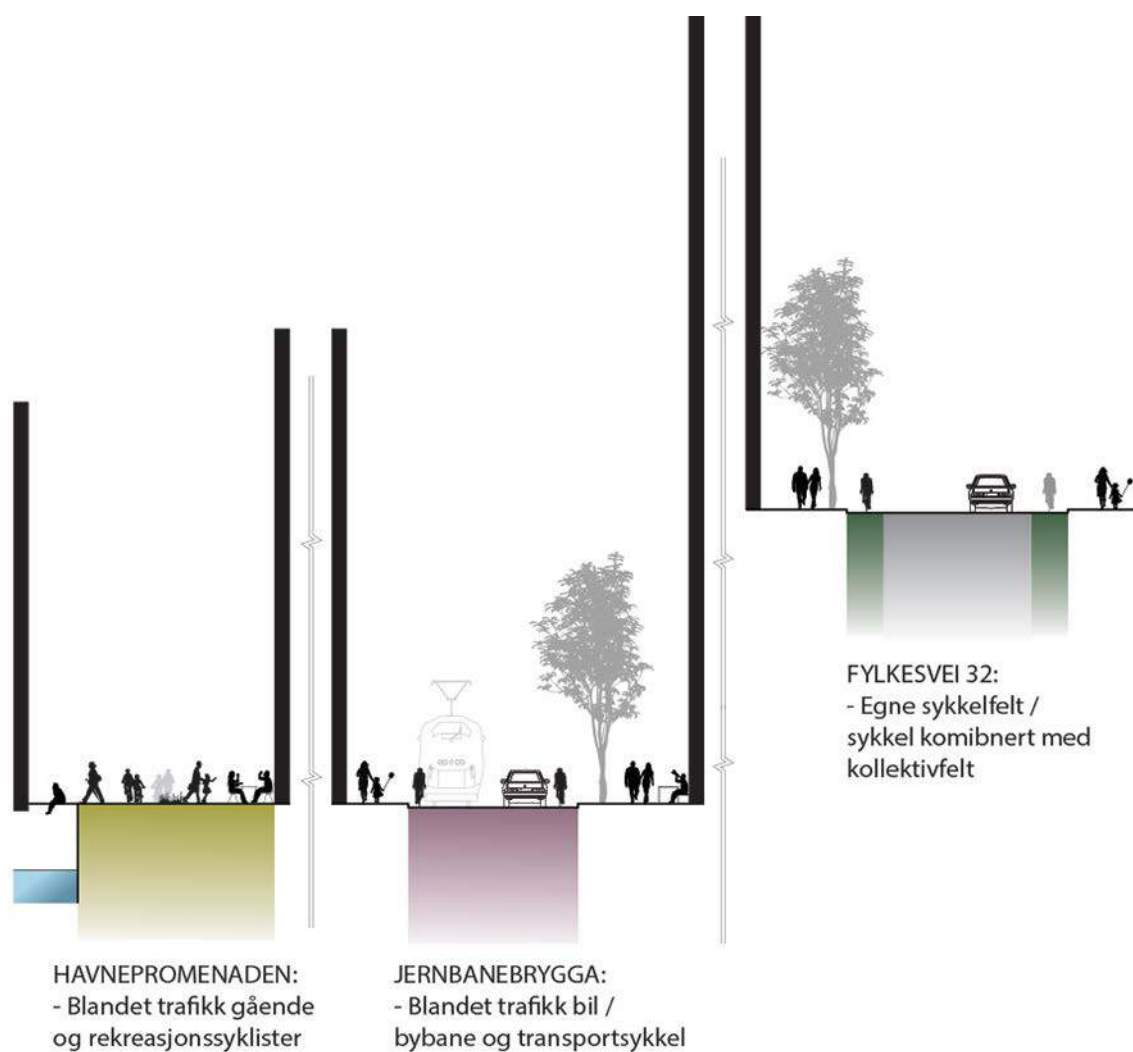 HAVNEPROMENADEN:
- Blandet trafikk gående
og rekreasjonssyklister
JERNBANEBRYGGA:
- Blandet trafikk bil /
bybane og transportsykkel
FYLKESVEI 32:
- Egne sykkelfelt /
sykkel komibnert med
kollektivfelt